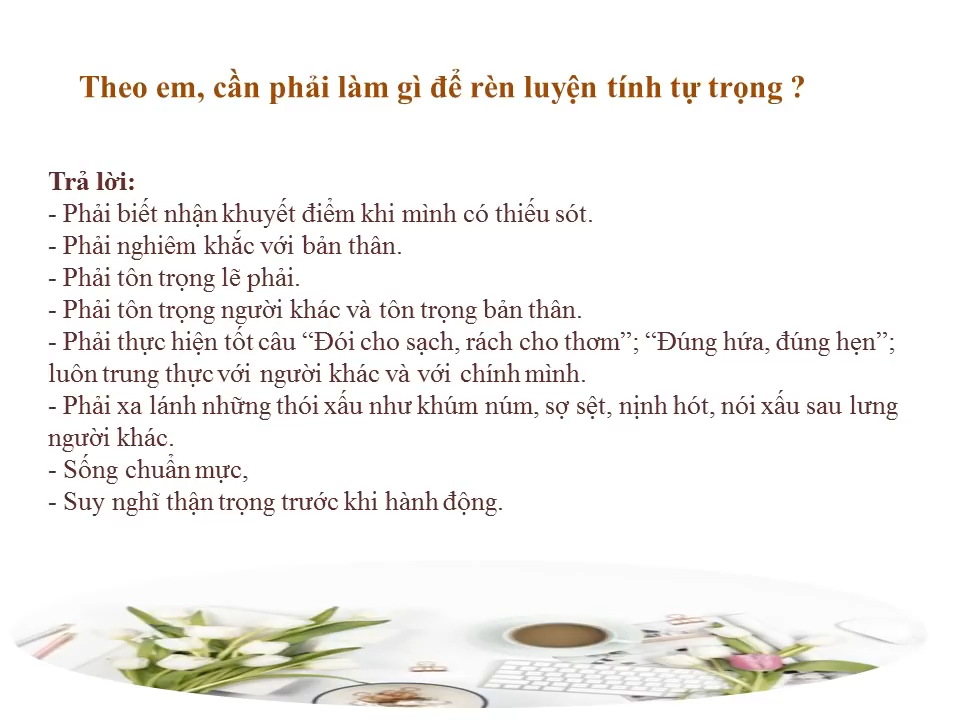 Theo em, cần phải làm gì để rèn luyện tính tự trọng ?
Trả lời:
- Phải biết nhận khuyết điểm khi mình có thiếu sót.
- Phải nghiêm khắc với bản thân.
- Phải tôn trọng lẽ phải.
- Phải tôn trọng người khác và tôn trọng bản thân.
- Phải thực hiện tốt câu “Đói cho sạch, rách cho thơm”; “Đúng hứa, đúng hẹn”;
luôn trung thực với người khác và với chính mình.
- Phải xa lánh những thói xấu như khúm núm, sợ sệt, nịnh hót, nói xấu sau lưng
người khác.
- Sống chuẩn mực,
- Suy nghĩ thận trọng trước khi hành động.